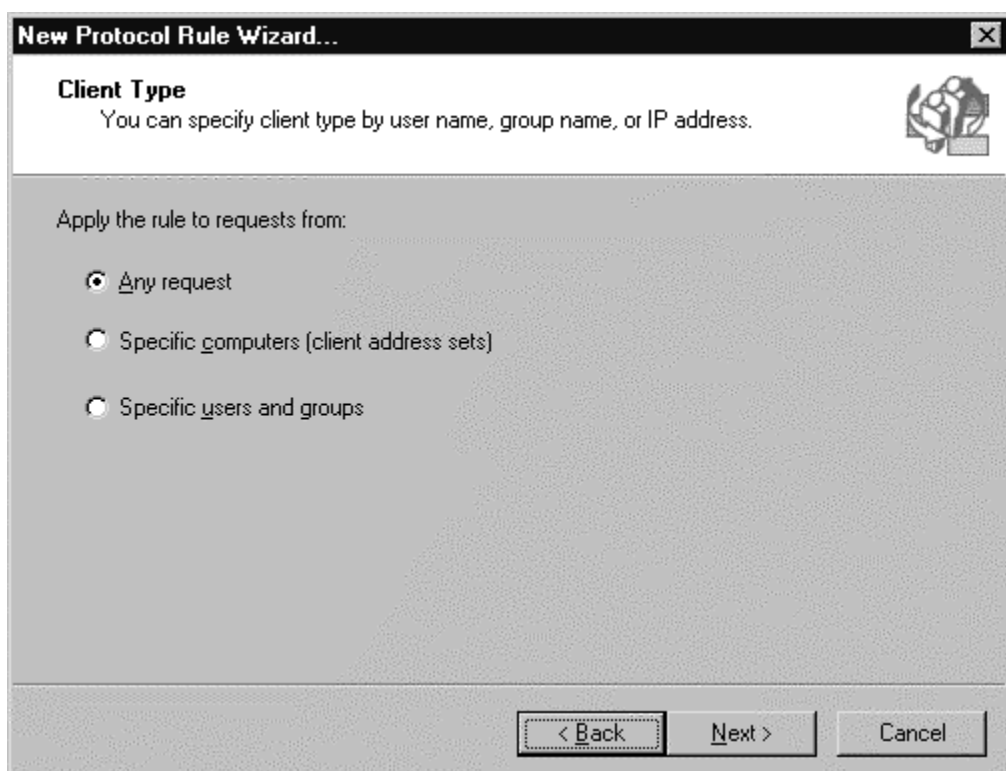 New Protocol Rule Wizard...
Client Type
You can specify client type by user name, group name, or IP address.
Apply the rule to requests from:
Any request
Specific computers (client address sets)
Specific users and groups
< Back
Next >
Cancel